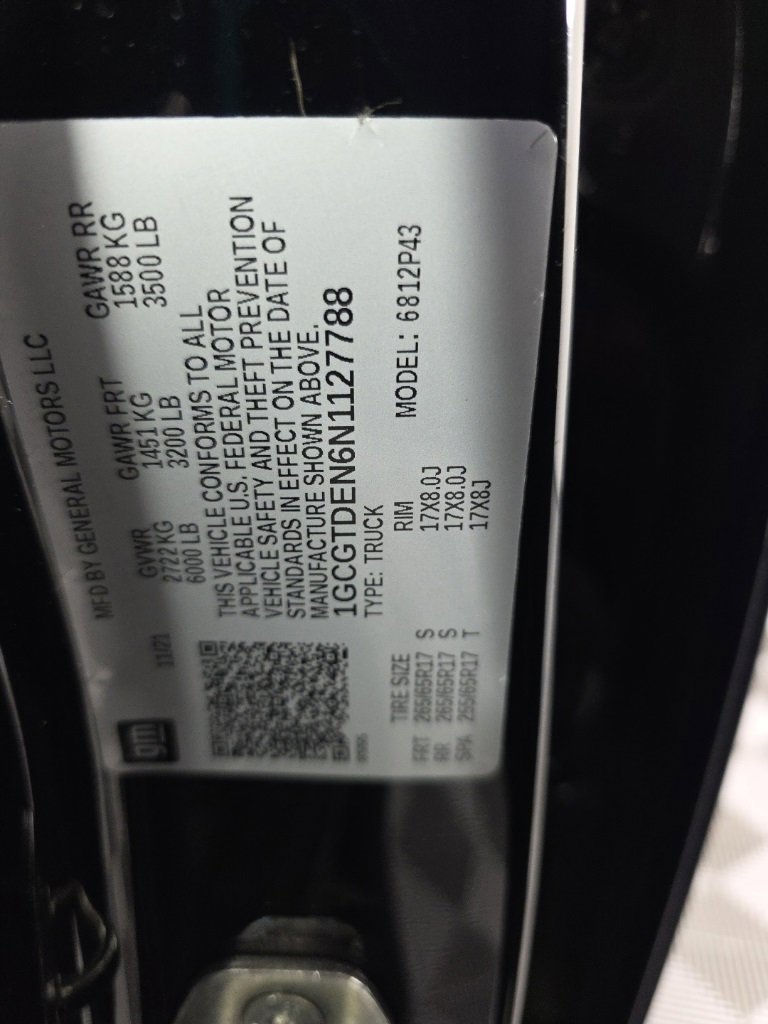 gm
11/21
MFD BY GENERAL MOTORS LLC
GVWR GAWR FRT GAWR RR
2722 KG 1451 KG 1588 KG
6000 LB 3200 LB 3500 LB
THIS VEHICLE CONFORMS TO ALL
APPLICABLE U.S. FEDERAL MOTOR
VEHICLE SAFETY AND THEFT PREVENTION
STANDARDS IN EFFECT ON THE DATE OF
MANUFACTURE SHOWN ABOVE.
1GCGTDEN6N1127788
TYPE: TRUCK
MODEL: 6812P43
TIRE SIZE RIM
FRT 265/65R17 S 17X8.0J
RR 265/65R17 S 17X8.0J
SPA 255/65R17 T 17X8J